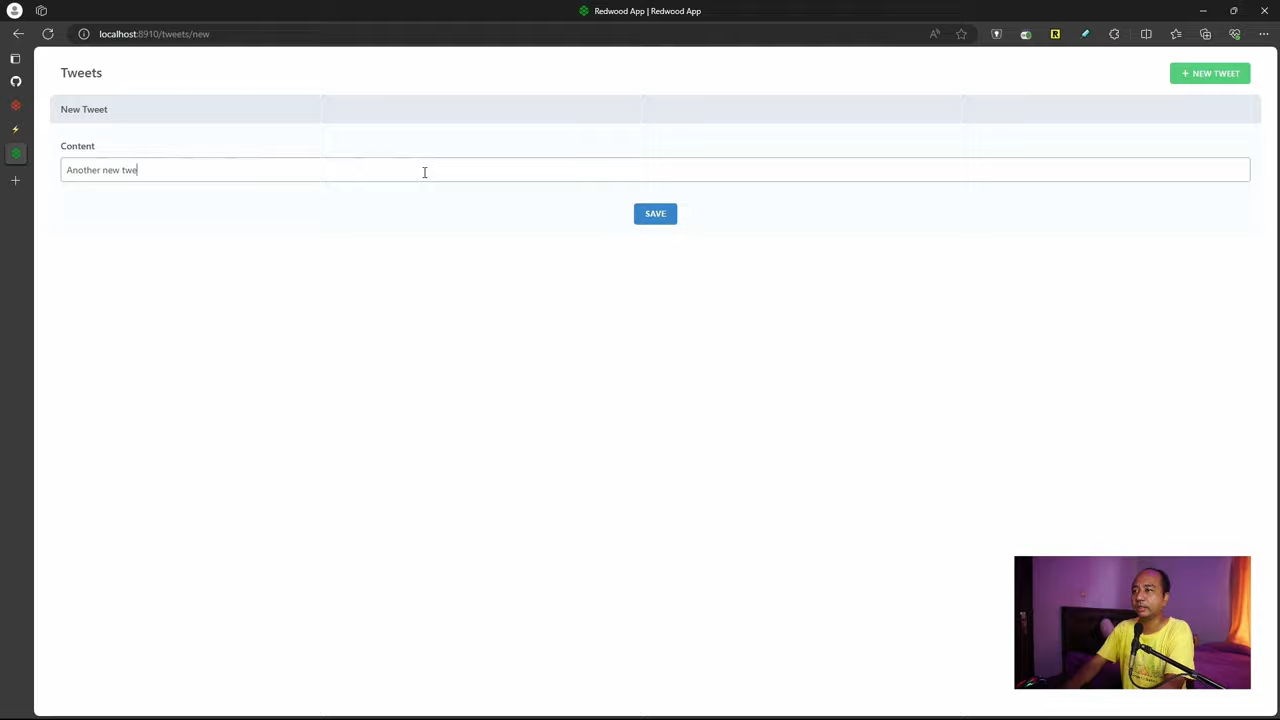 Redwood App | Redwood App
localhost:8910/tweets/new
Tweets
+ NEW TWEET
New Tweet
Content
Another new twe
SAVE